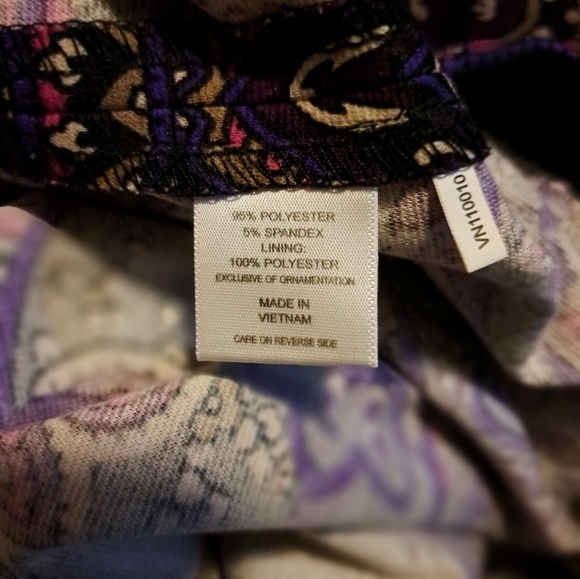 95% POLYESTER
5% SPANDEX
LINING:
100% POLYESTER
EXCLUSIVE OF ORNAMENTATION
MADE IN
VIETNAM
CARE ON REVERSE SIDE
VN110010